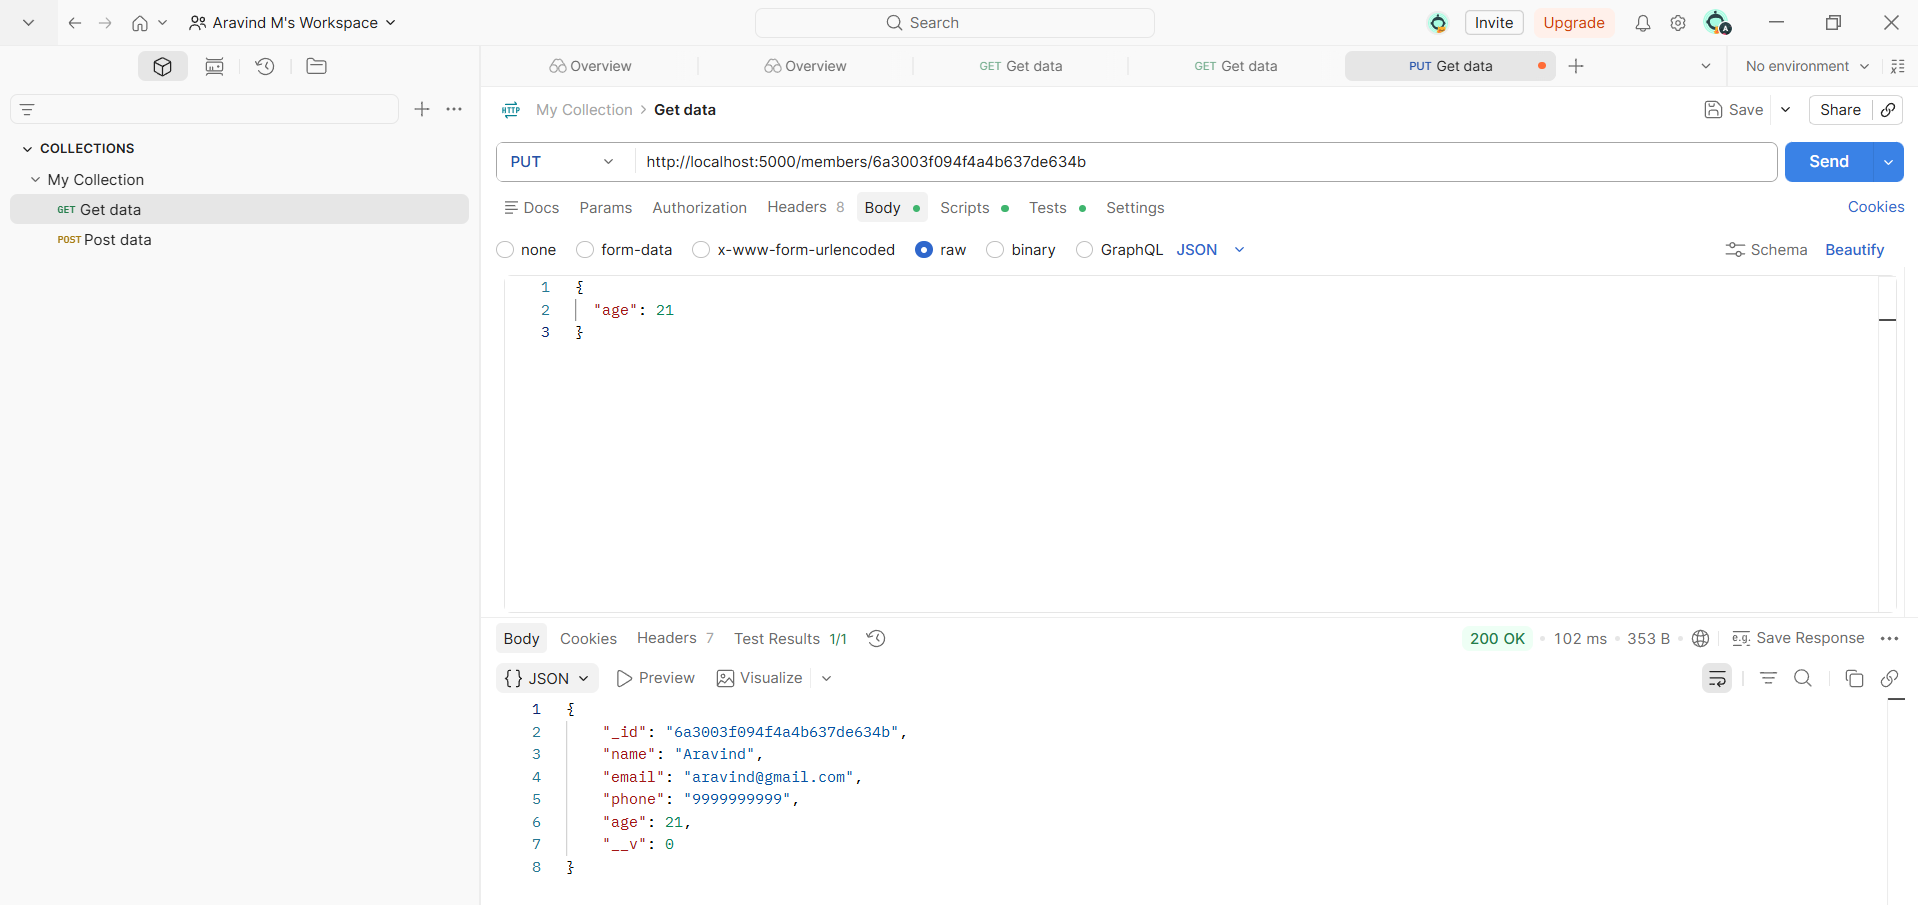 Aravind M's Workspace
Search
Invite
Upgrade
A
Overview
Overview
GET Get data
GET Get data
PUT Get data
No environment
COLLECTIONS
My Collection
GET Get data
POST Post data
HTTP
My Collection > Get data
Save
Share
PUT
http://localhost:5000/members/6a3003f094f4a4b637de634b
Send
Docs
Params
Authorization
Headers 8
Body
Scripts
Tests
Settings
Cookies
none
form-data
x-www-form-urlencoded
raw
binary
GraphQL
JSON
Schema
Beautify
1 {
2 "age": 21
3 }
Body
Cookies
Headers 7
Test Results 1/1
200 OK • 102 ms • 353 B •
e.g. Save Response
{} JSON
Preview
Visualize
1 {
2 "_id": "6a3003f094f4a4b637de634b",
3 "name": "Aravind",
4 "email": "aravind@gmail.com",
5 "phone": "9999999999",
6 "age": 21,
7 "__v": 0
8 }